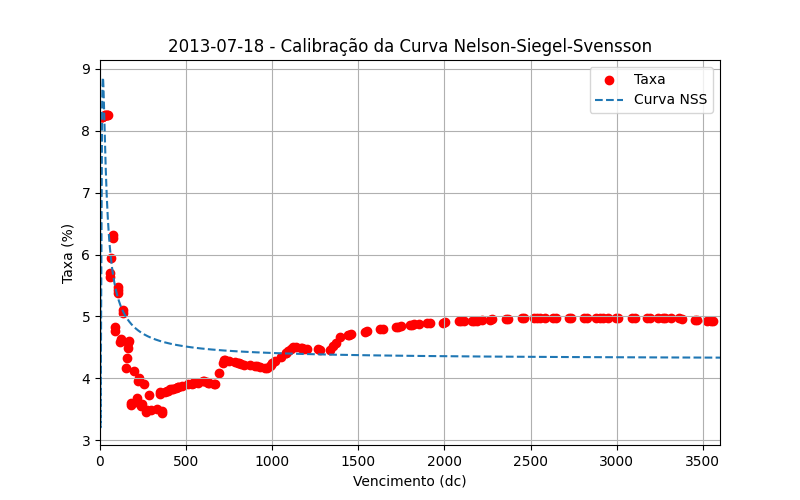 2013-07-18 - Calibração da Curva Nelson-Siegel-Svensson
Taxa
Curva NSS
Taxa (%)
9
8
7
6
5
4
3
0 500 1000 1500 2000 2500 3000 3500
Vencimento (dc)